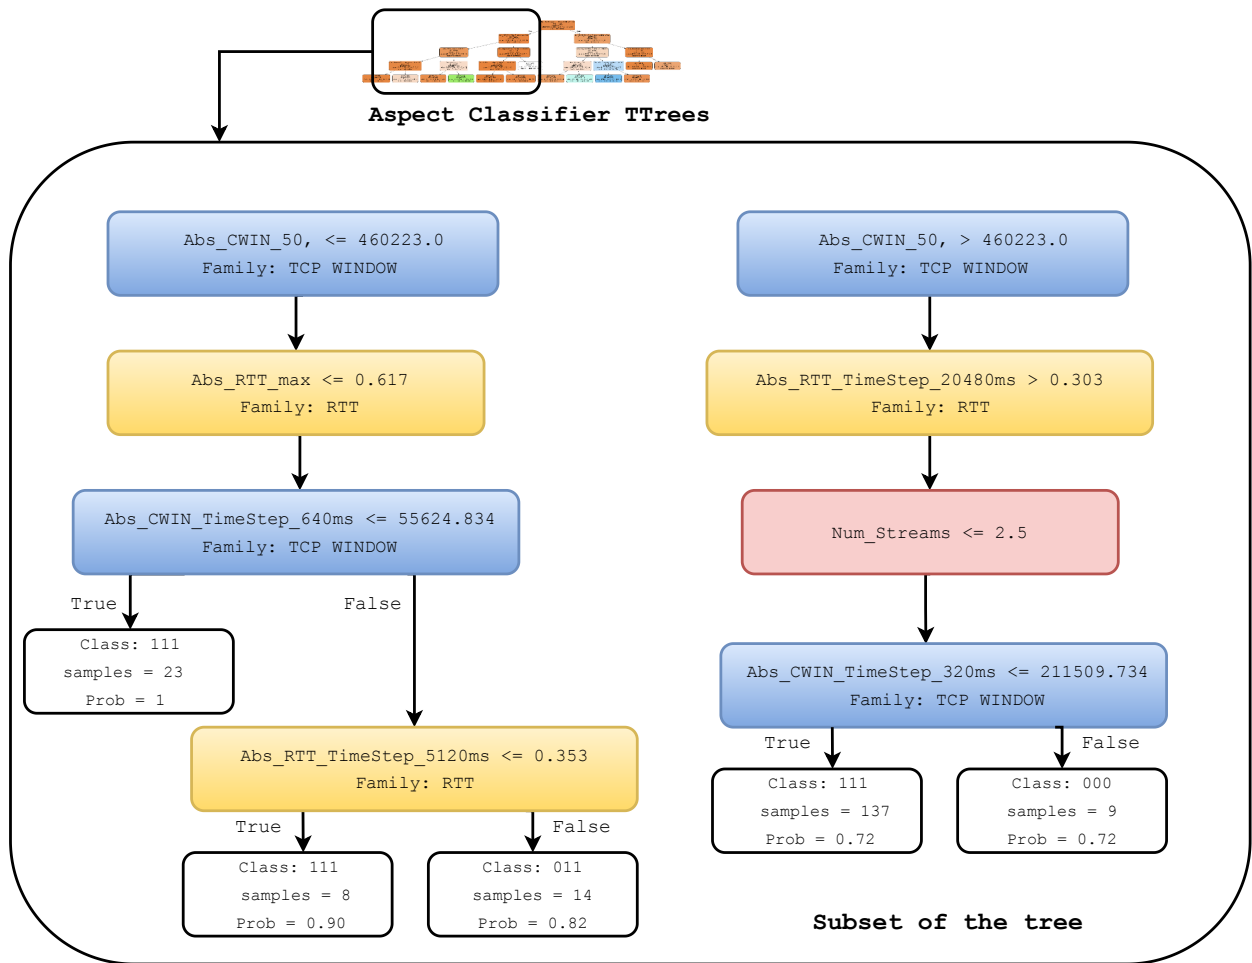 Aspect Classifier TTrees
Abs_CWIN_50, <= 460223.0
Family: TCP WINDOW
Abs_RTT_max <= 0.617
Family: RTT
Abs_CWIN_TimeStep_640ms <= 55624.834
Family: TCP WINDOW
True
False
Class: 111
samples = 23
Prob = 1
Abs_RTT_TimeStep_5120ms <= 0.353
Family: RTT
True
False
Class: 111
samples = 8
Prob = 0.90
Class: 011
samples = 14
Prob = 0.82
Abs_CWIN_50, > 460223.0
Family: TCP WINDOW
Abs_RTT_TimeStep_20480ms > 0.303
Family: RTT
Num_Streams <= 2.5
Abs_CWIN_TimeStep_320ms <= 211509.734
Family: TCP WINDOW
True
False
Class: 111
samples = 137
Prob = 0.72
Class: 000
samples = 9
Prob = 0.72
Subset of the tree